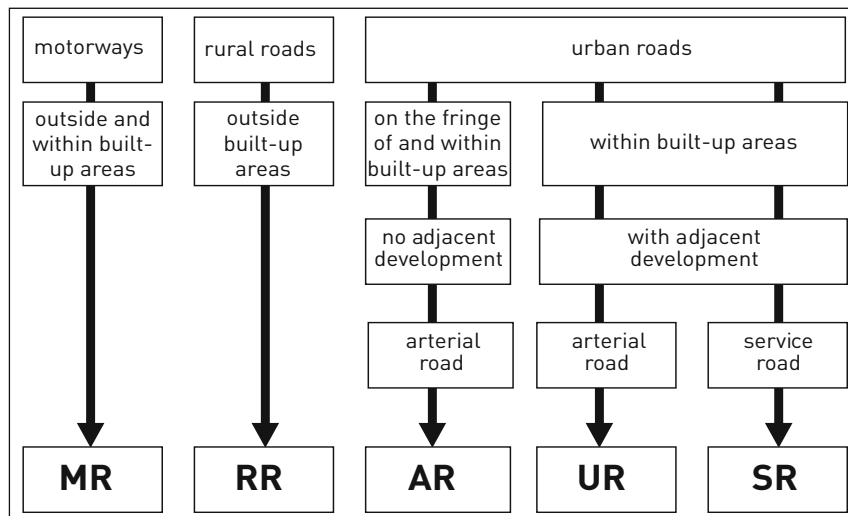 motorways
rural roads
urban roads
outside and
within built-
up areas
outside
built-up
areas
on the fringe
of and within
built-up areas
within built-up areas
no adjacent
development
with adjacent
development
arterial
road
arterial
road
service
road
MR
RR
AR
UR
SR